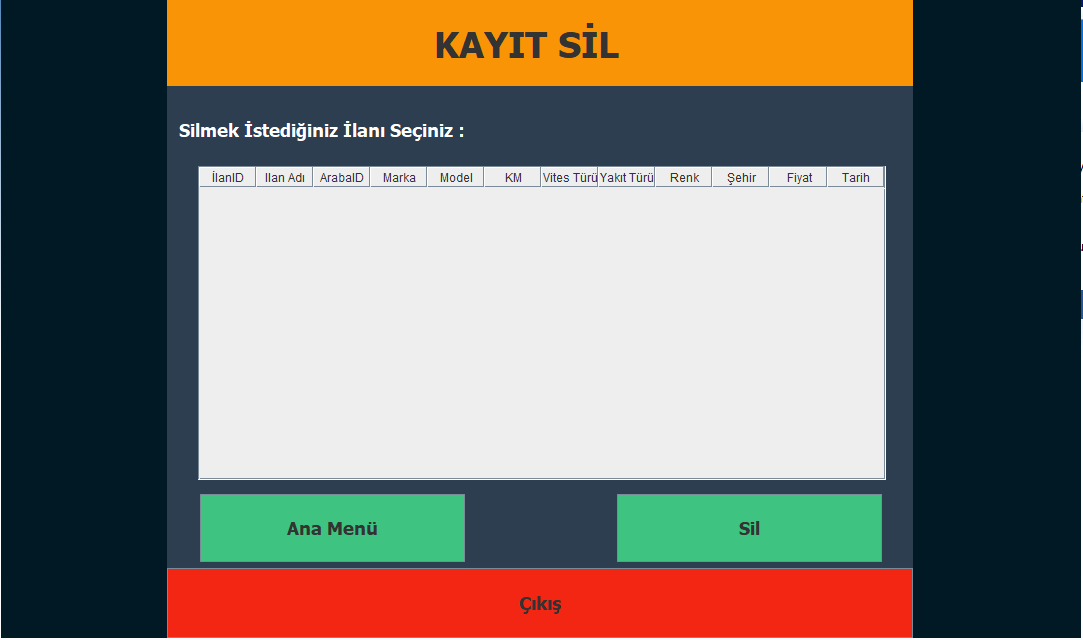 KAYIT SİL
Silmek İstediğiniz İlanı Seçiniz :
İlanID Ilan Adı ArabaID Marka Model KM Vites Türü Yakıt Türü Renk Şehir Fiyat Tarih
Ana Menü Sil
Çıkış